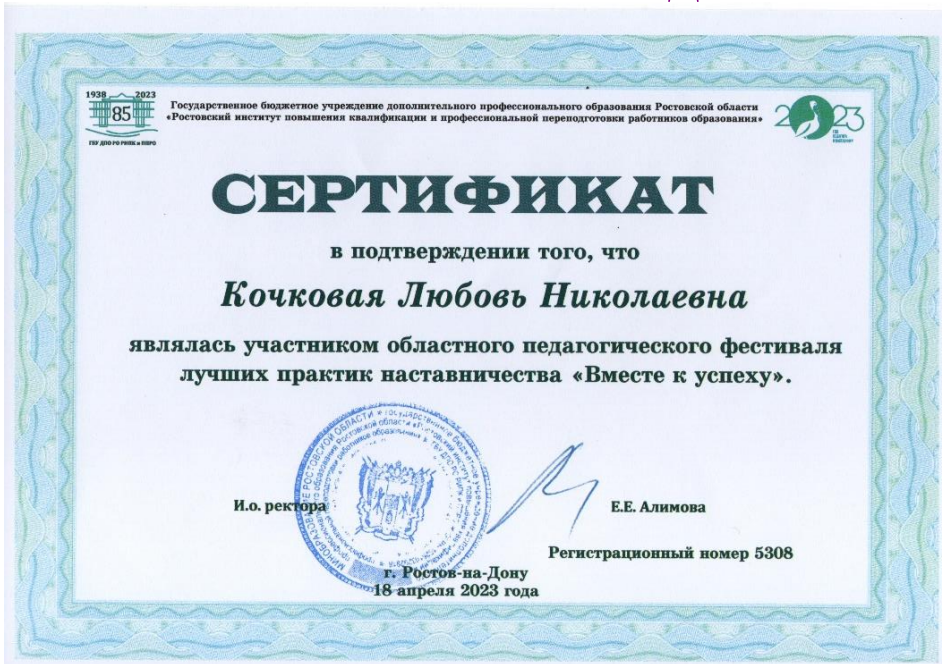 1938 2023
85
ГБУ ДПО РО РИПК и ППРО
Государственное бюджетное учреждение дополнительного профессионального образования Ростовской области
«Ростовский институт повышения квалификации и профессиональной переподготовки работников образования»
2023
СЕРТИФИКАТ
в подтверждении того, что
Кочковая Любовь Николаевна
являлась участником областного педагогического фестиваля
лучших практик наставничества «Вместе к успеху».
И.о. ректора
Е.Е. Алимова
Регистрационный номер 5308
г. Ростов-на-Дону
18 апреля 2023 года